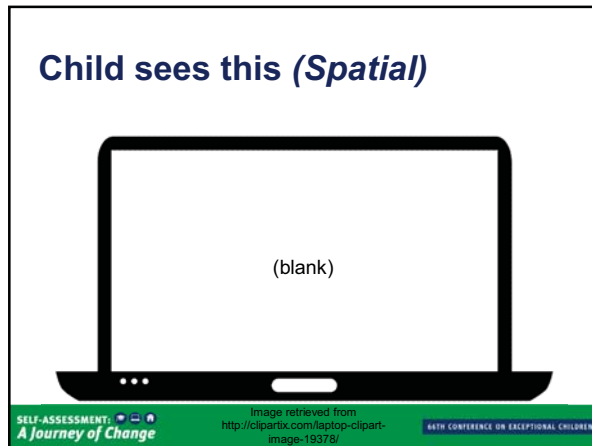 Child sees this (Spatial)
(blank)
SELF-ASSESSMENT:
A Journey of Change
Image retrieved from
http://clipartix.com/laptop-clipart-
image-19378/
66TH CONFERENCE ON EXCEPTIONAL CHILDREN